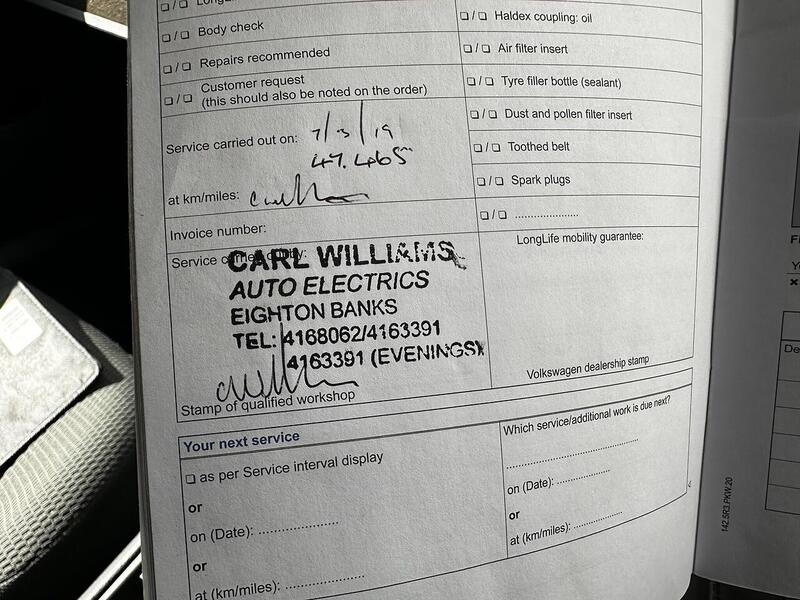 ❑ / ❑
❑ / ❑ Body check
❑ / ❑ Repairs recommended
❑ / ❑ Customer request
(this should also be noted on the order)
Service carried out on: 7/3/19
47.465
at km/miles:
Invoice number:
Service carried out by:
CARL WILLIAMS
AUTO ELECTRICS
EIGHTON BANKS
TEL: 4168062/4163391
4163391 (EVENINGS)
Stamp of qualified workshop
❑ / ❑ Haldex coupling: oil
❑ / ❑ Air filter insert
❑ / ❑ Tyre filler bottle (sealant)
❑ / ❑ Dust and pollen filter insert
❑ / ❑ Toothed belt
❑ / ❑ Spark plugs
❑ / ❑ .....................
LongLife mobility guarantee:
Volkswagen dealership stamp
Your next service
❑ as per Service interval display
or
on (Date): .....................
or
at (km/miles): .....................
Which service/additional work is due next?
..................................
on (Date): .....................
or
at (km/miles): .....................
142.5R3.PKW.20